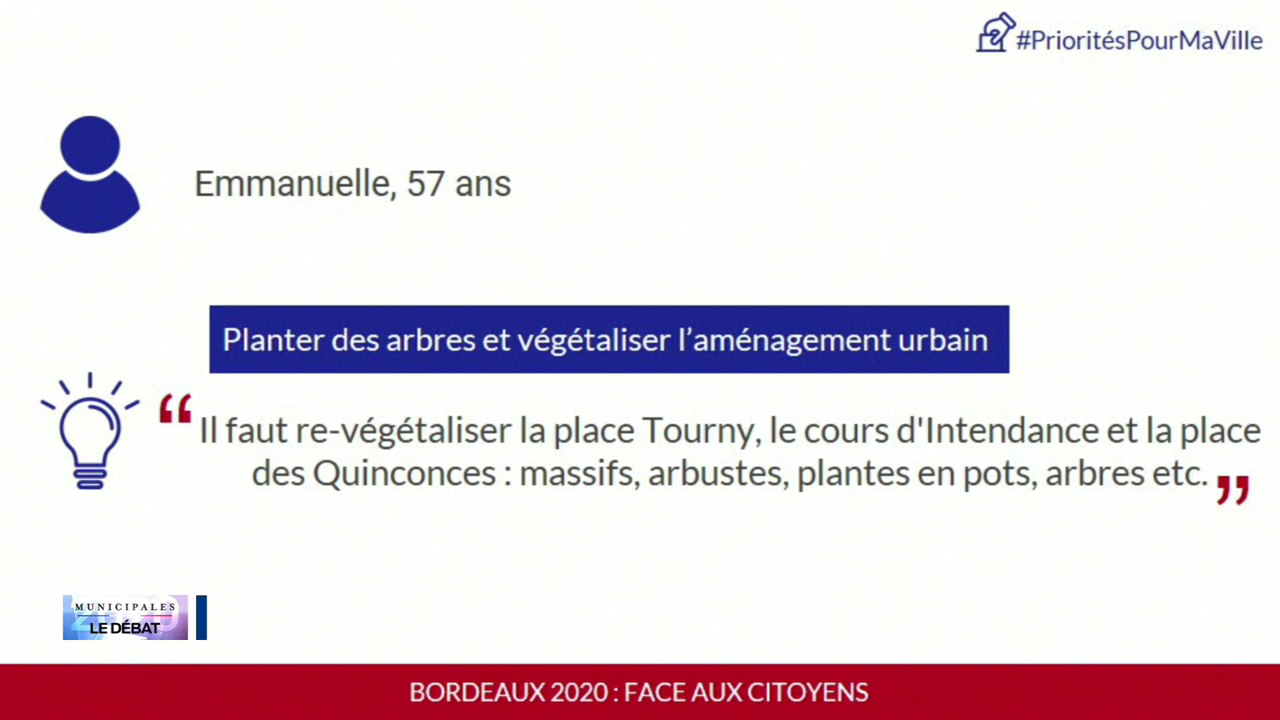 #PrioritésPourMaVille
Emmanuelle, 57 ans
Planter des arbres et végétaliser l’aménagement urbain
“ Il faut re-végétaliser la place Tourny, le cours d'Intendance et la place
des Quinconces : massifs, arbustes, plantes en pots, arbres etc. ”
MUNICIPALES
2020
LE DÉBAT
BORDEAUX 2020 : FACE AUX CITOYENS